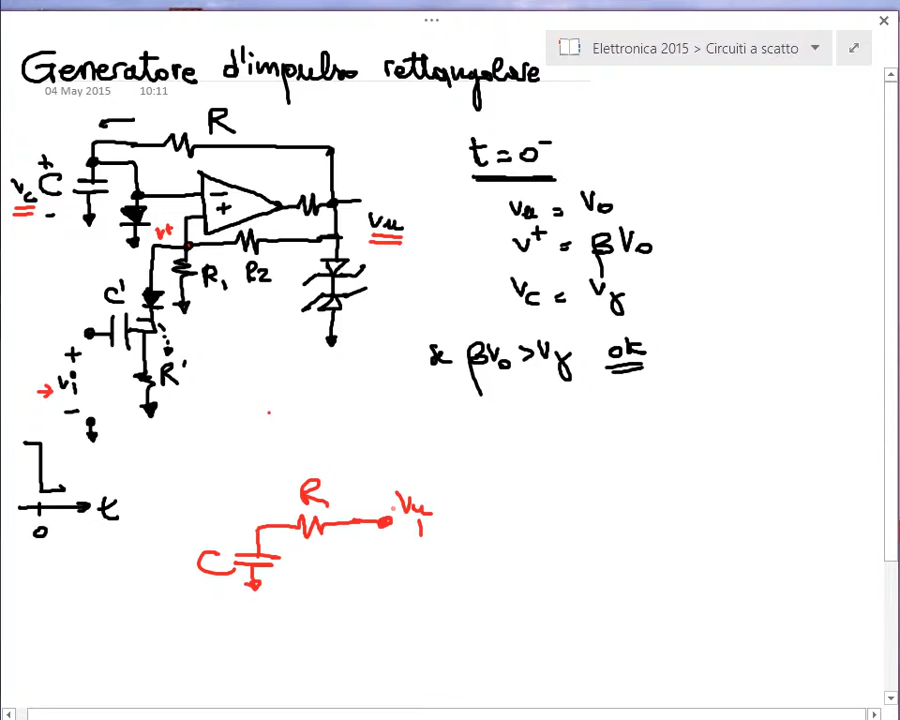 Elettronica 2015 > Circuiti a scatto
Generatore d'impulso rettangolare
04 May 2015 10:11
R
t = 0⁻
+
C
vc
-
-
+
vu
v⁺
R1
R2
vu = V0
v⁺ = βV0
vc = Vγ
se βV0 > Vγ ok
C'
+
→ vi
-
R'
t
0
R
vu
C